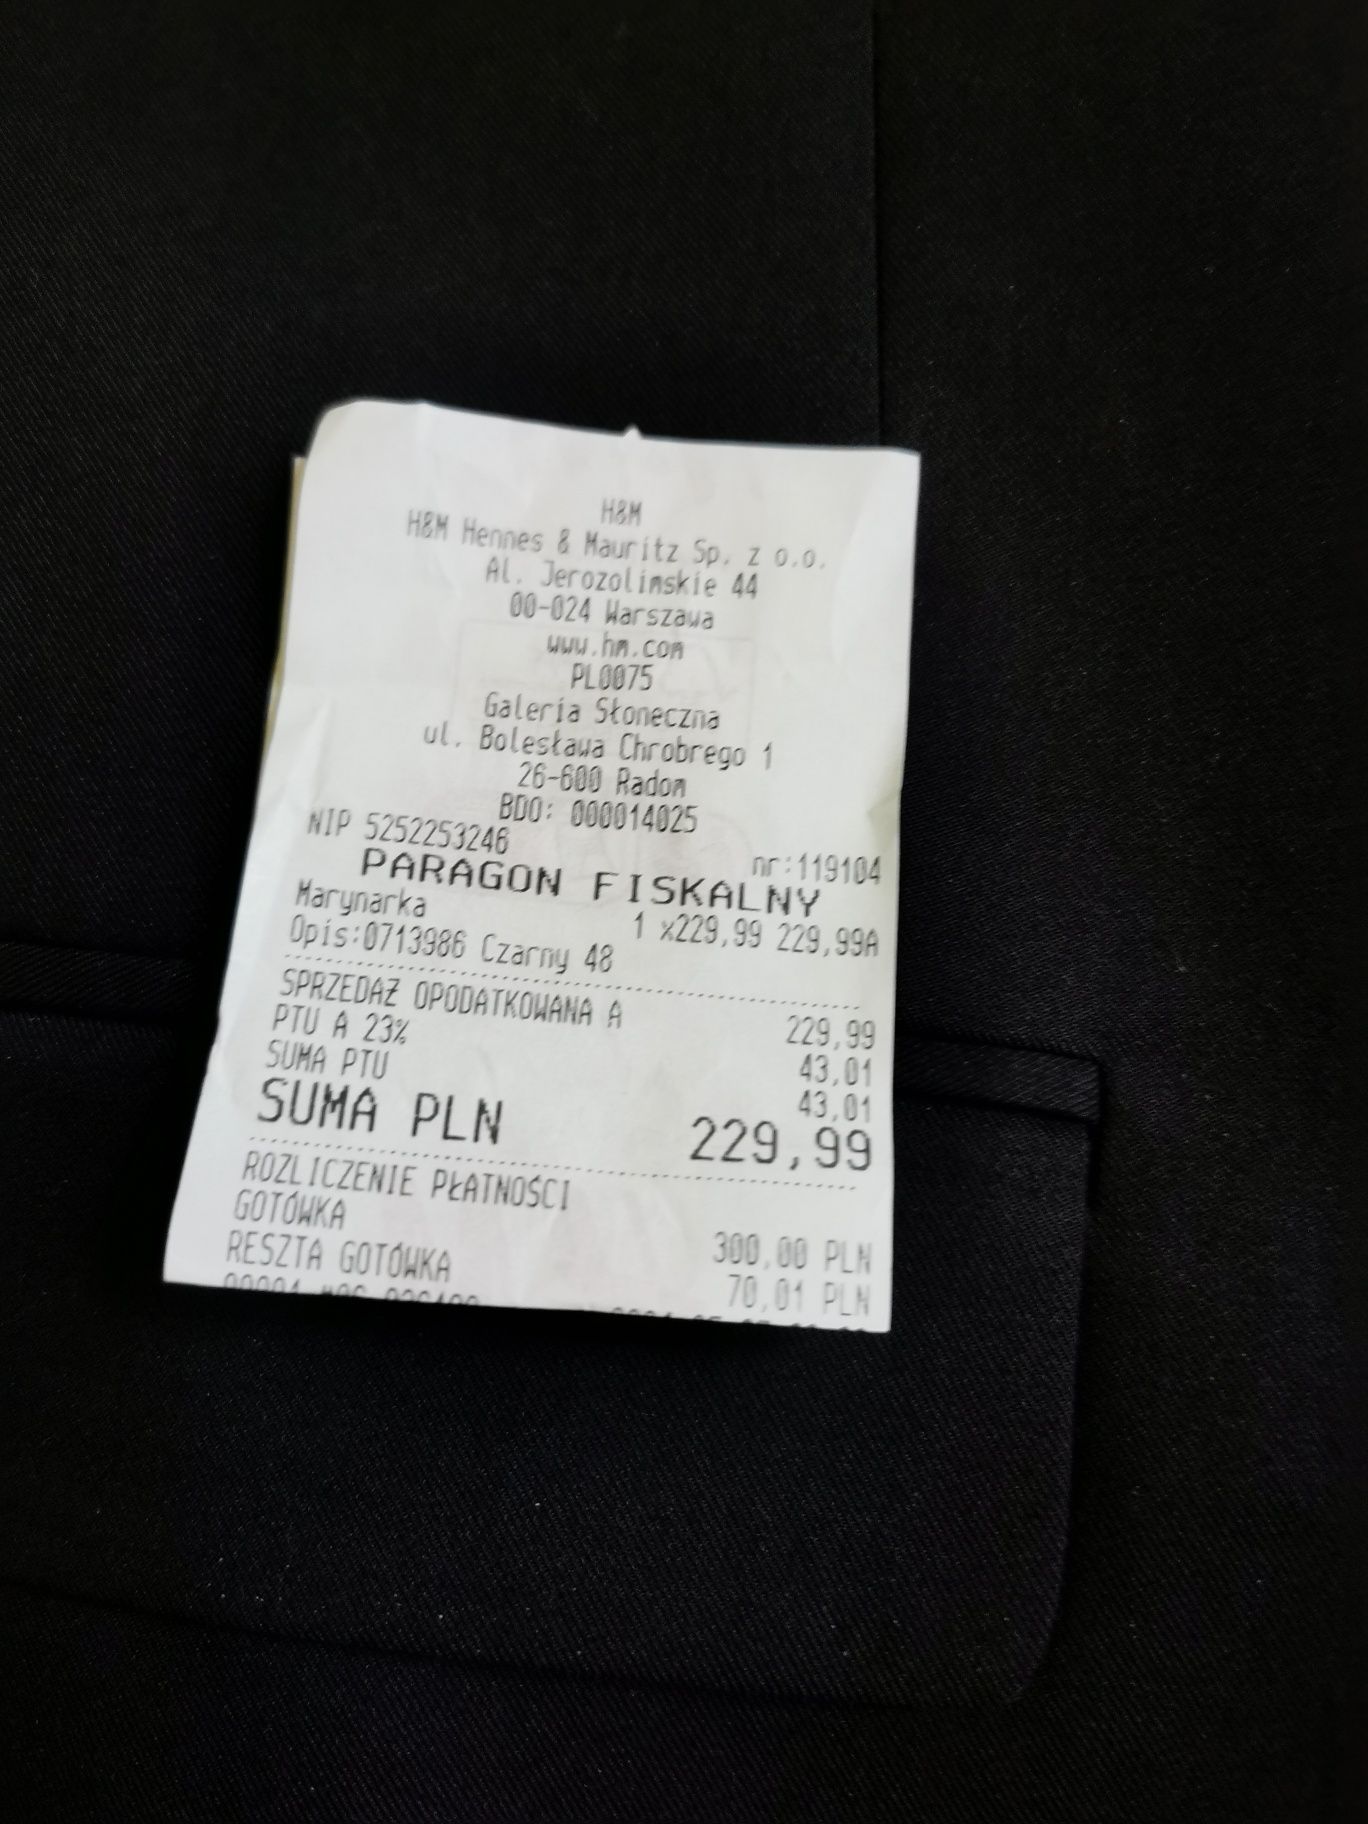 H&M
H&M Hennes & Mauritz Sp. z o.o.
Al. Jerozolimskie 44
00-024 Warszawa
www.hm.com
PL0075
Galeria Słoneczna
ul. Bolesława Chrobrego 1
26-600 Radom
BDO: 000014025
NIP 5252253246 nr:119104
PARAGON FISKALNY
Marynarka 1 x229,99 229,99A
Opis:0713986 Czarny 48
SPRZEDAŻ OPODATKOWANA A 229,99
PTU A 23% 43,01
SUMA PTU 43,01
SUMA PLN 229,99
ROZLICZENIE PŁATNOŚCI
GOTÓWKA 300,00 PLN
RESZTA GOTÓWKA 70,01 PLN